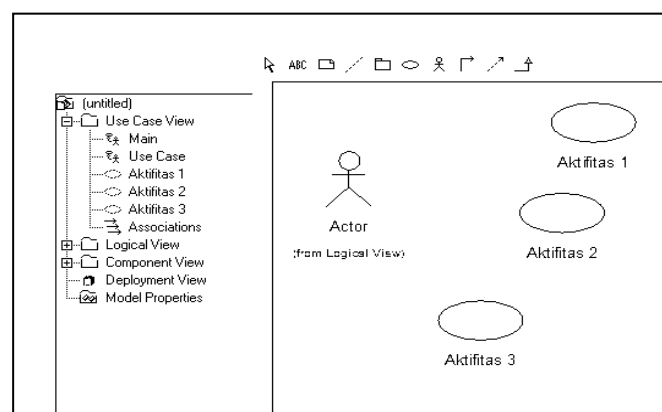 ABC
(untitled)
Use Case View
Main
Use Case
Aktifitas 1
Aktifitas 2
Aktifitas 3
Associations
Logical View
Component View
Deployment View
Model Properties
Actor
(from Logical View)
Aktifitas 1
Aktifitas 2
Aktifitas 3